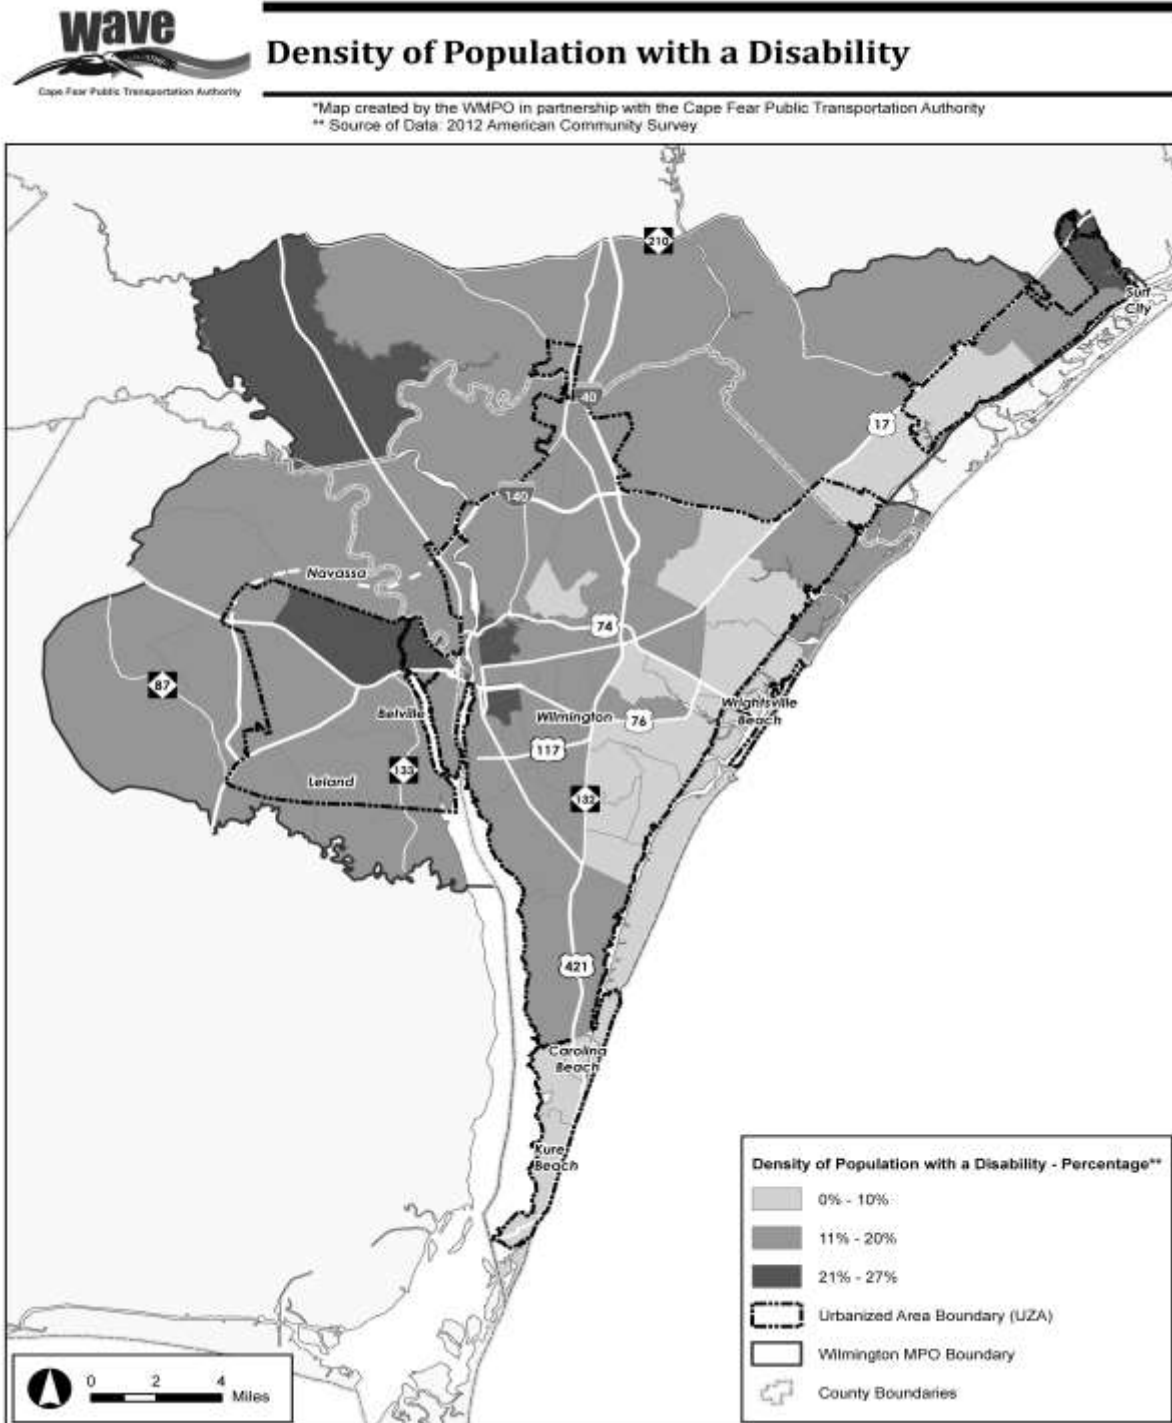 wave
Cape Fear Public Transportation Authority
Density of Population with a Disability
*Map created by the WMPO in partnership with the Cape Fear Public Transportation Authority
** Source of Data: 2012 American Community Survey
210
Surf
City
40
17
140
Navassa
74
87
Wrightsville
Beach
Belville
Wilmington
76
117
133
Leland
132
421
Carolina
Beach
Kure
Beach
Density of Population with a Disability - Percentage**
0% - 10%
11% - 20%
21% - 27%
Urbanized Area Boundary (UZA)
Wilmington MPO Boundary
County Boundaries
0 2 4
Miles